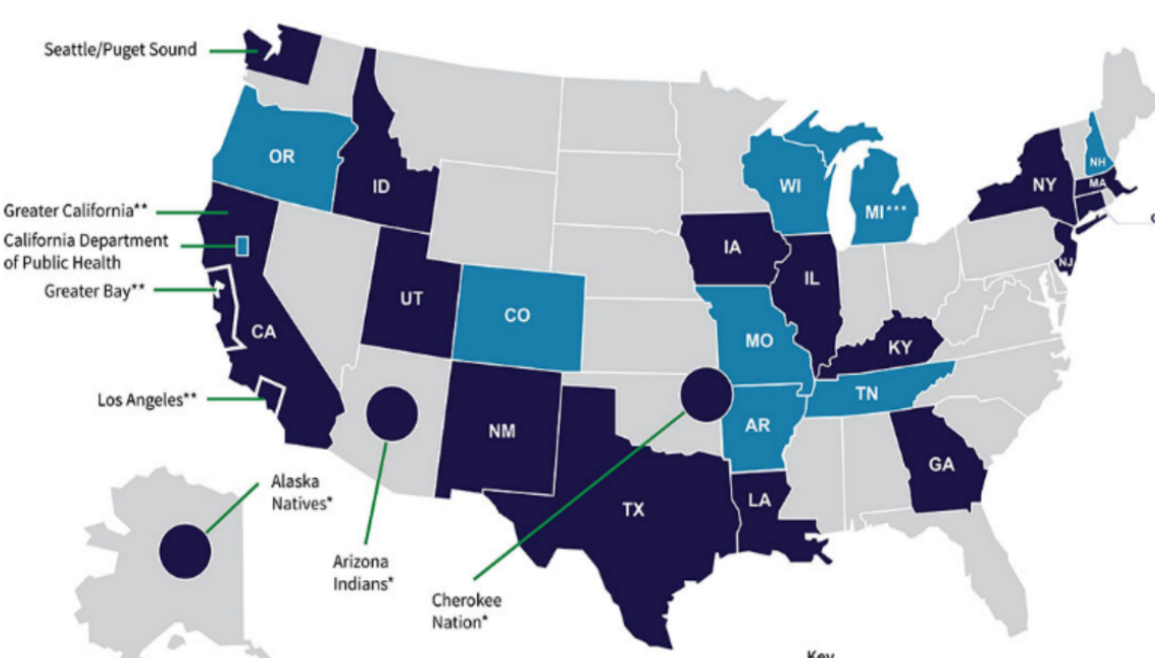 Seattle/Puget Sound
OR
ID
WI
MI***
NY
NH
MA
Greater California**
California Department
of Public Health
Greater Bay**
IA
IL
NJ
UT
CO
CA
MO
KY
Los Angeles**
TN
NM
AR
GA
Alaska
Natives*
TX
LA
Arizona
Indians*
Cherokee
Nation*
Key